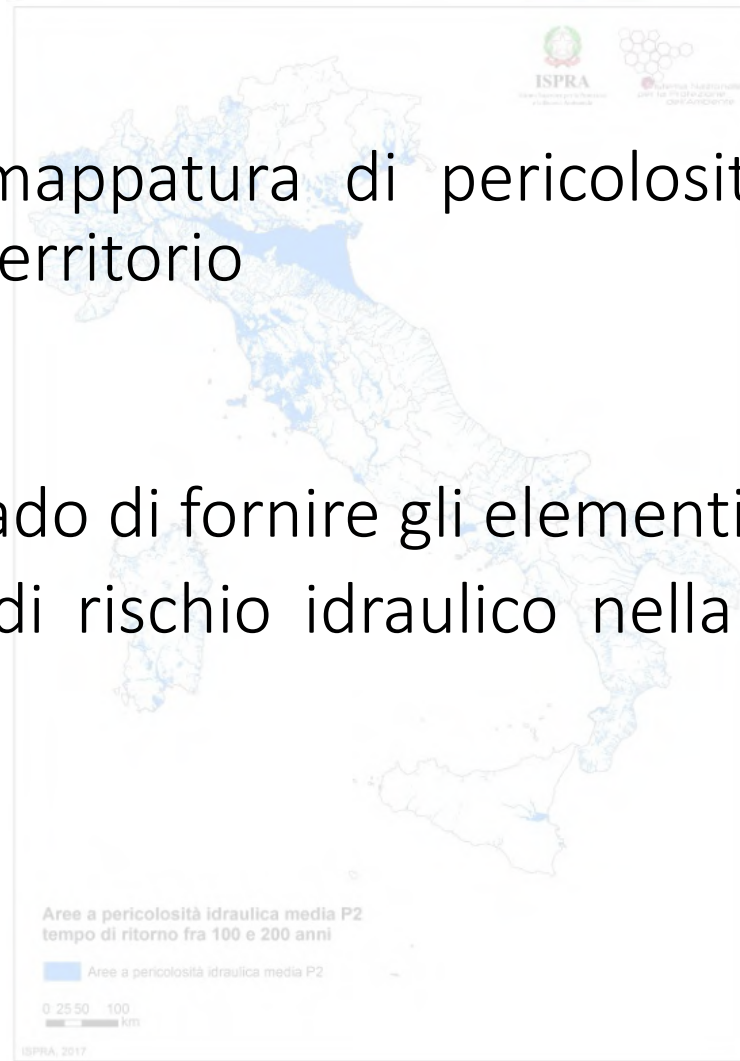 ISPRA
mappatura di pericolosit
erritorio
ado di fornire gli elementi
di rischio idraulico nella
Aree a pericolosità idraulica media P2
tempo di ritorno fra 100 e 200 anni
Aree a pericolosità idraulica media P2
0 25 50 100
km
ISPRA, 2017